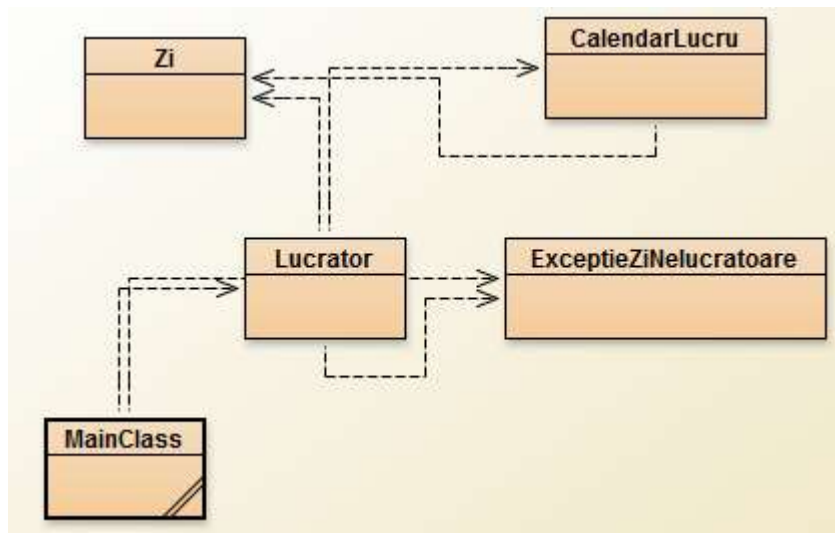 Zi
CalendarLucru
Lucrator
ExceptieZiNelucratoare
MainClass